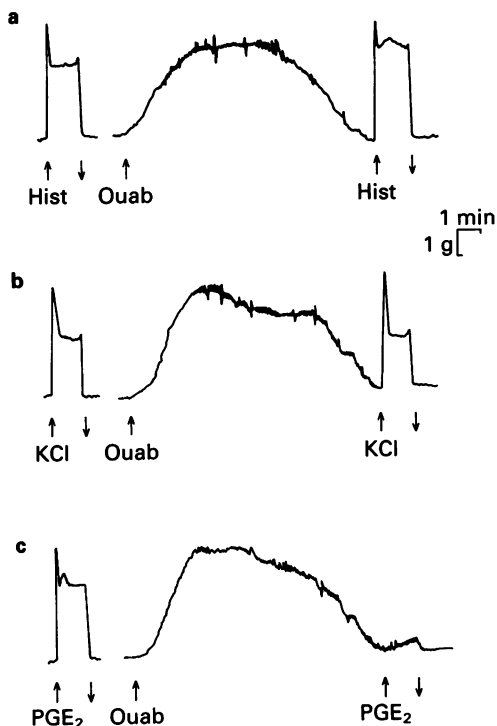 a
Hist Ouab Hist
1 min
1 g
b
KCl Ouab KCl
c
PGE₂ Ouab PGE₂